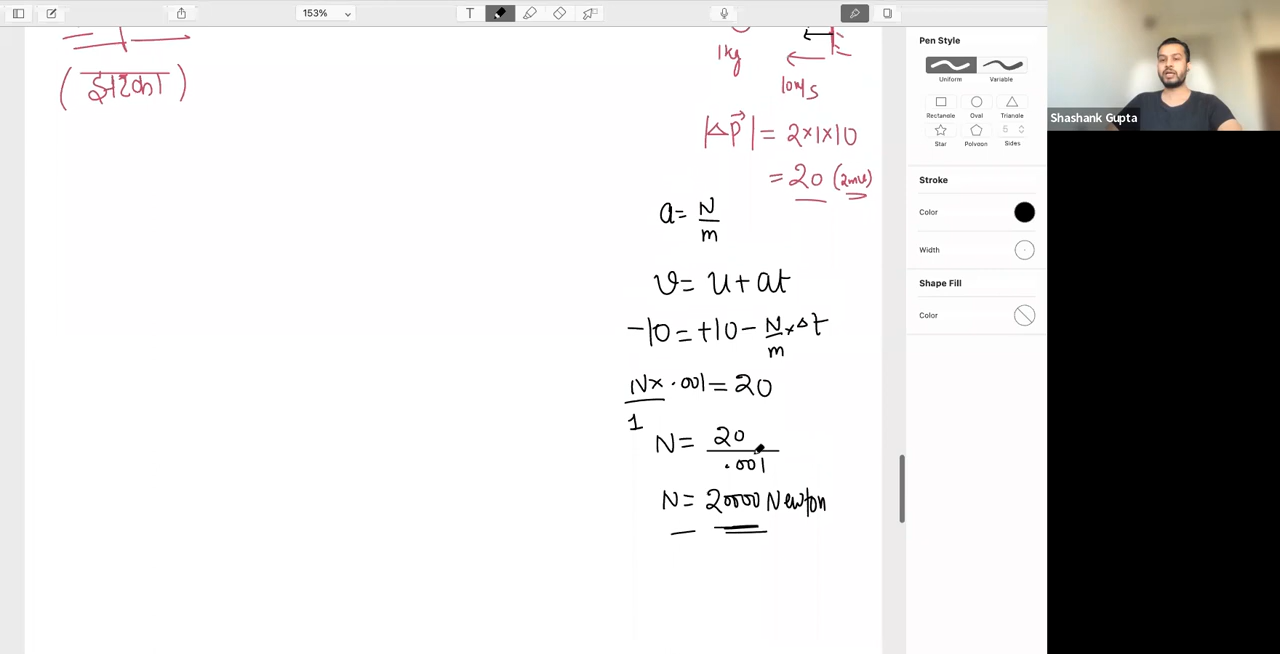 153%
T
Pen Style
Uniform Variable
Rectangle Oval Triangle
5
Star Polygon Sides
Stroke
Color
Width
Shape Fill
Color
Shashank Gupta
(झटका)
1kg
10m/s
|Δp⃗| = 2×1×10
= 20 (2mu)
a = N/m
v = u + at
-10 = +10 - N/m × Δt
N × .001 / 1 = 20
N = 20 / .001
N = 20000 Newton